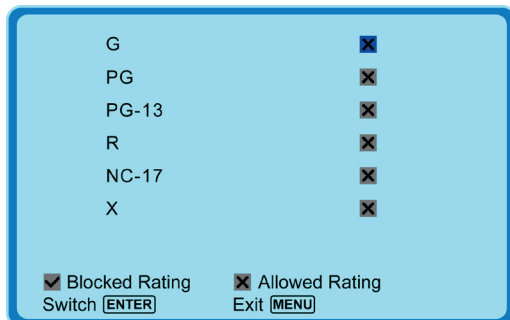 G
PG
PG-13
R
NC-17
X
Blocked Rating Allowed Rating
Switch ENTER Exit MENU